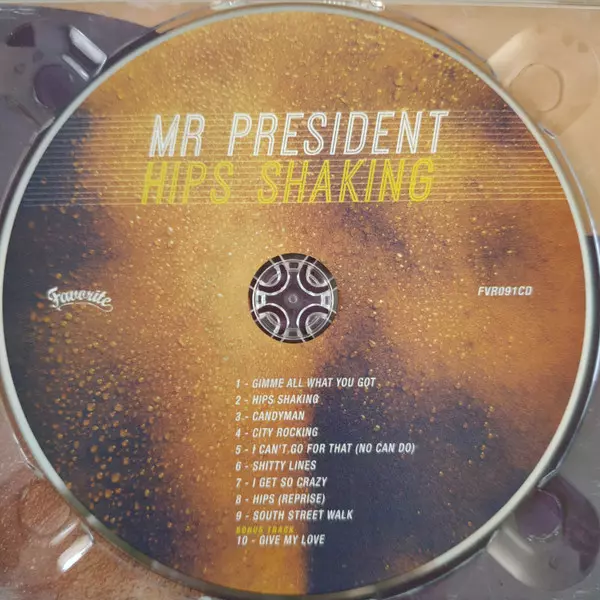 MR PRESIDENT
HIPS SHAKING
Favorite
FVR091CD
1 - GIMME ALL WHAT YOU GOT
2 - HIPS SHAKING
3 - CANDYMAN
4 - CITY ROCKING
5 - I CAN'T GO FOR THAT (NO CAN DO)
6 - SHITTY LINES
7 - I GET SO CRAZY
8 - HIPS (REPRISE)
9 - SOUTH STREET WALK
BONUS TRACK
10 - GIVE MY LOVE